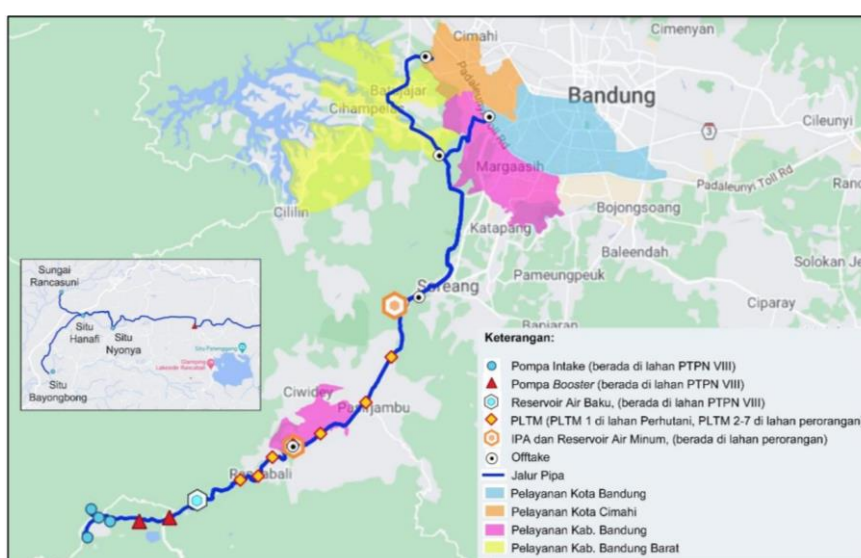 Cimahi
Cimenyan
Padaleunyi Toll Rd
Batujajar
Bandung
Cihampelas
Cileunyi
3
Margaasih
Padaleunyi Toll Rd
Cililin
Bojongsoang
Katapang
Baleendah
Sungai
Rancasuni
Pameungpeuk
Solokan Je
Soreang
Ciparay
Situ
Hanafi
Situ
Nyonya
Situ
Bayongbong
Banjaran
Ciwidey
Pasirjambu
Rancabali
Keterangan:
Pompa Intake (berada di lahan PTPN VIII)
Pompa Booster (berada di lahan PTPN VIII)
Reservoir Air Baku, (berada di lahan PTPN VIII)
PLTM (PLTM 1 di lahan Perhutani, PLTM 2-7 di lahan perorangan
IPA dan Reservoir Air Minum, (berada di lahan perorangan)
Offtake
Jalur Pipa
Pelayanan Kota Bandung
Pelayanan Kota Cimahi
Pelayanan Kab. Bandung
Pelayanan Kab. Bandung Barat